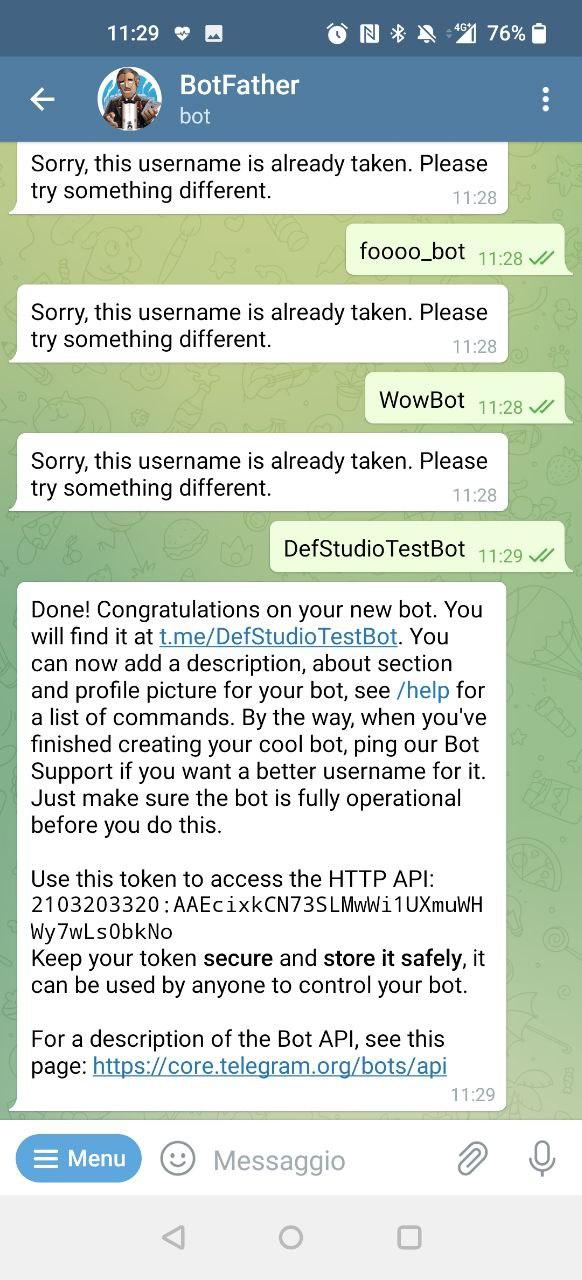 11:29
4G+
76%
BotFather
bot
Sorry, this username is already taken. Please
try something different.
11:28
foooo_bot 11:28
Sorry, this username is already taken. Please
try something different.
11:28
WowBot 11:28
Sorry, this username is already taken. Please
try something different.
11:28
DefStudioTestBot 11:29
Done! Congratulations on your new bot. You
will find it at t.me/DefStudioTestBot. You
can now add a description, about section
and profile picture for your bot, see /help for
a list of commands. By the way, when you've
finished creating your cool bot, ping our Bot
Support if you want a better username for it.
Just make sure the bot is fully operational
before you do this.
Use this token to access the HTTP API:
2103203320:AAEcixkCN73SLMwWi1UXmuWH
Wy7wLs0bkNo
Keep your token secure and store it safely, it
can be used by anyone to control your bot.
For a description of the Bot API, see this
page: https://core.telegram.org/bots/api
11:29
Menu
Messaggio